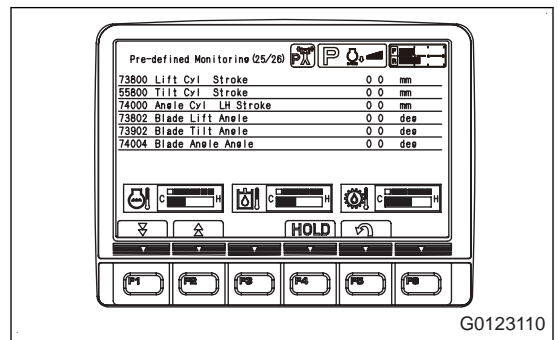 Pre-defined Monitoring (25/26) P P F R
73800 Lift Cyl Stroke 0 0 mm
55800 Tilt Cyl Stroke 0 0 mm
74000 Angle Cyl LH Stroke 0 0 mm
73802 Blade Lift Angle 0 0 deg
73902 Blade Tilt Angle 0 0 deg
74004 Blade Angle Angle 0 0 deg
C H C H C H
HOLD
F1 F2 F3 F4 F5 F6
G0123110